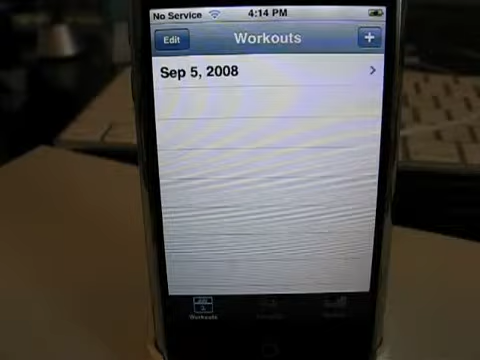 No Service 4:14 PM
Edit Workouts +
Sep 5, 2008
Workouts